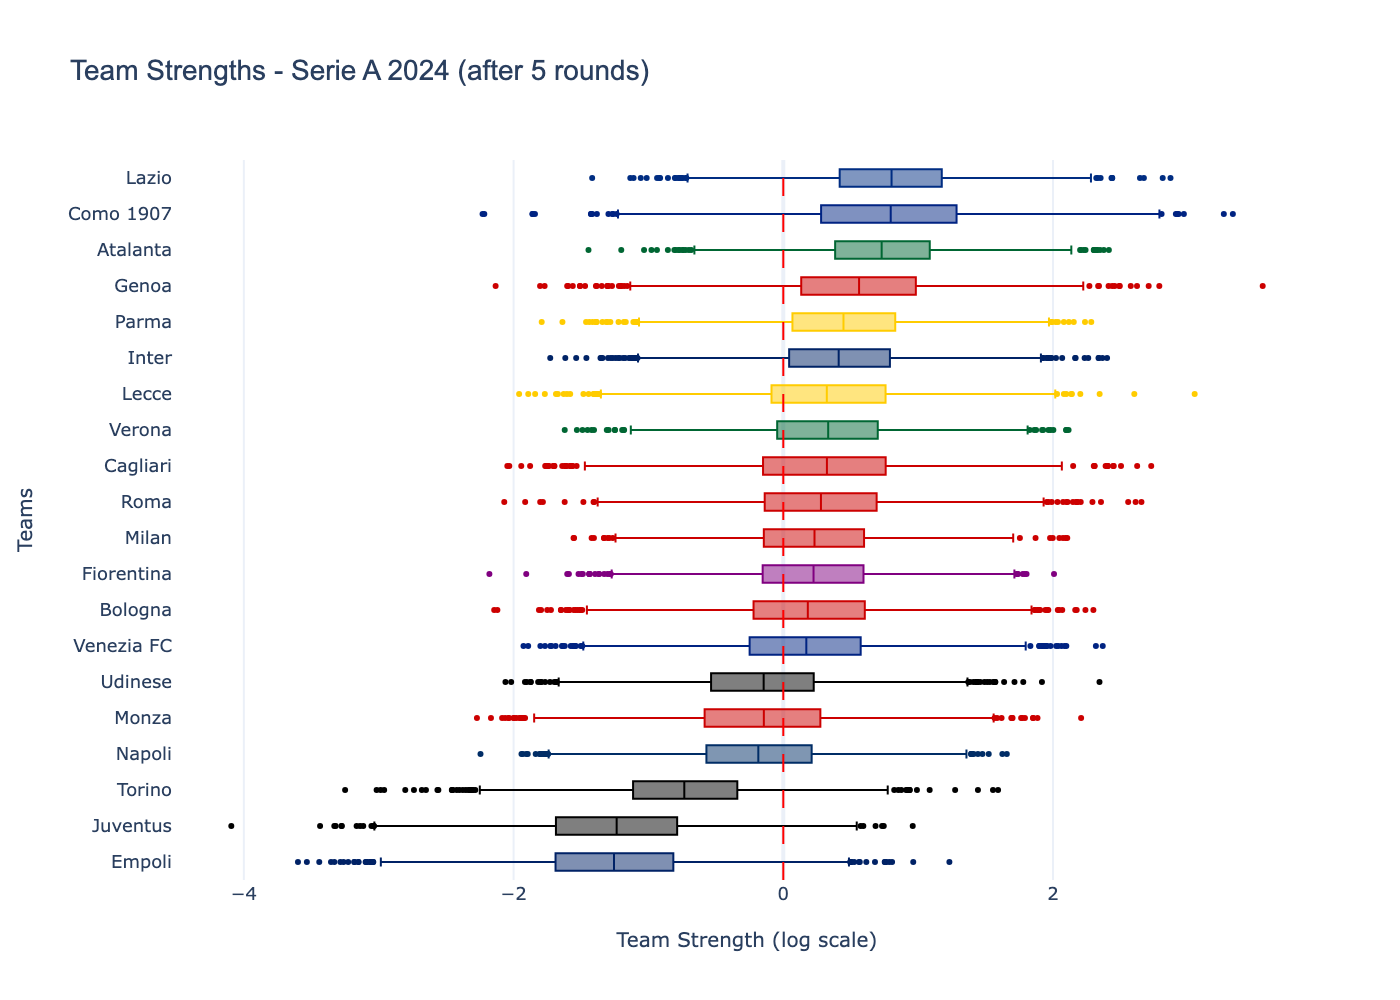 Team Strengths - Serie A 2024 (after 5 rounds)
Lazio
Como 1907
Atalanta
Genoa
Parma
Inter
Lecce
Verona
Cagliari
Roma
Milan
Fiorentina
Bologna
Venezia FC
Udinese
Monza
Napoli
Torino
Juventus
Empoli
Teams
−4 −2 0 2
Team Strength (log scale)